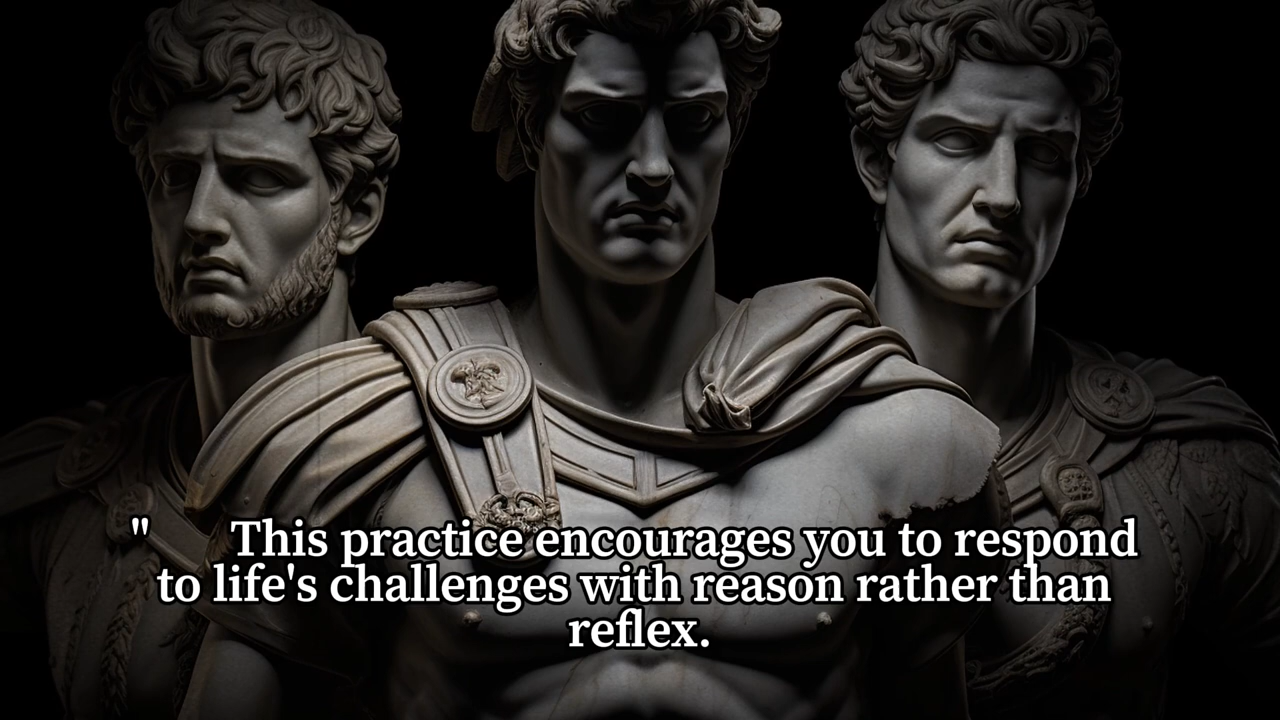 " This practice encourages you to respond
to life's challenges with reason rather than
reflex.